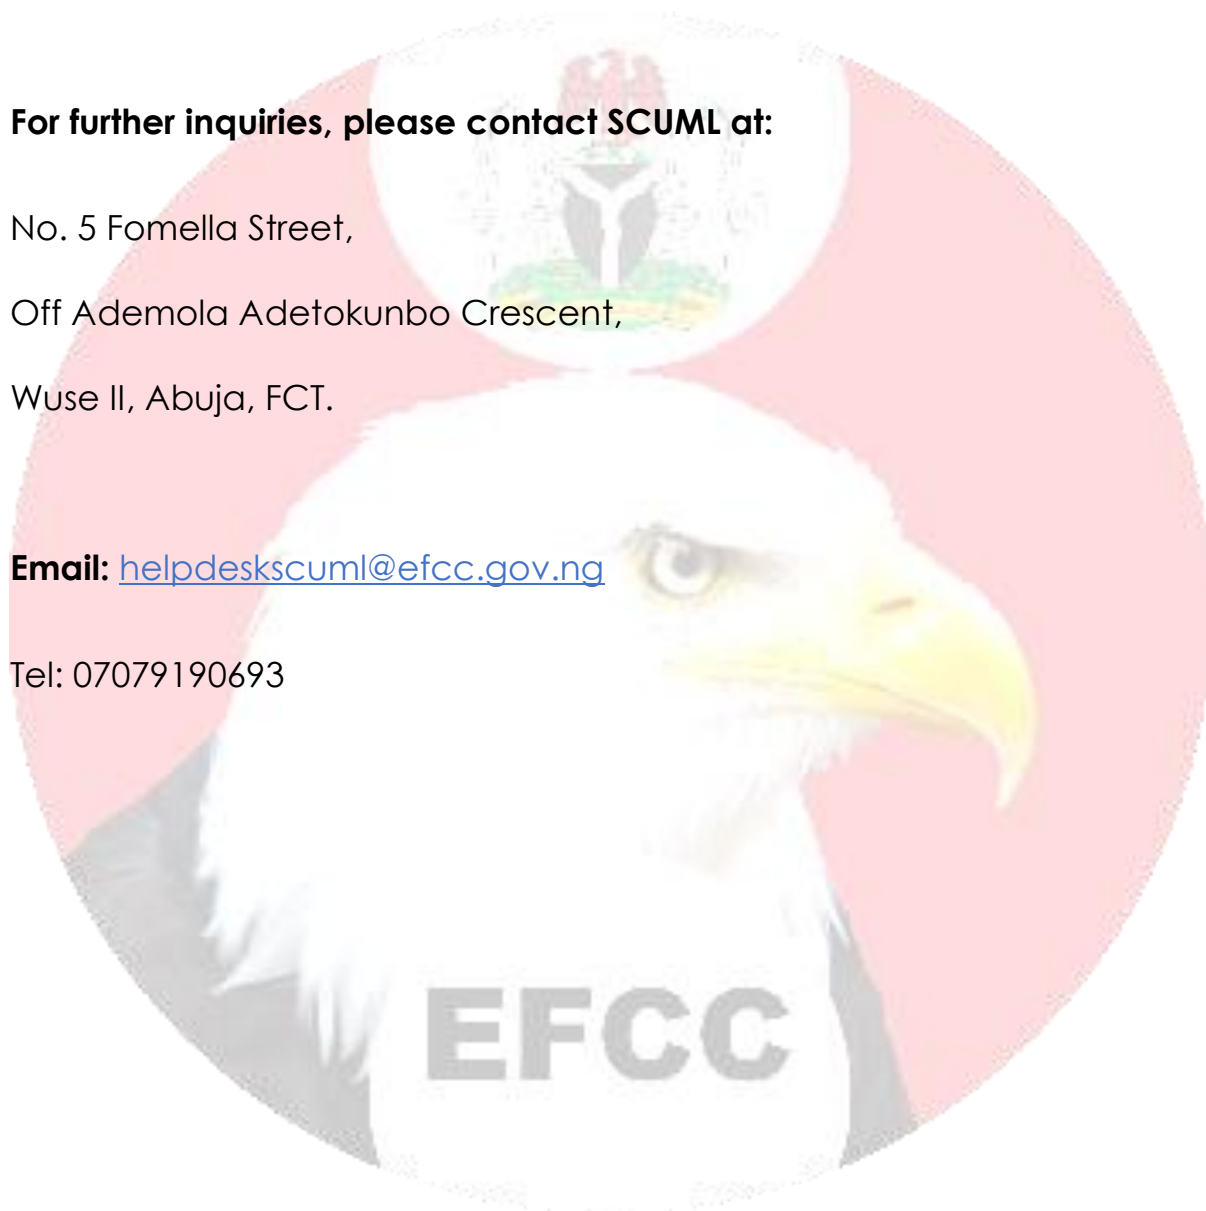 For further inquiries, please contact SCUML at:
No. 5 Fomella Street,
Off Ademola Adetokunbo Crescent,
Wuse II, Abuja, FCT.
Email: helpdeskscuml@efcc.gov.ng
Tel: 07079190693
EFCC